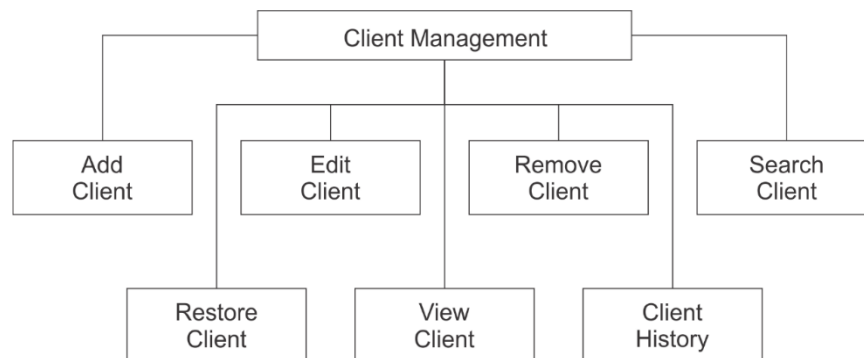 Client Management
Add
Client
Edit
Client
Remove
Client
Search
Client
Restore
Client
View
Client
Client
History